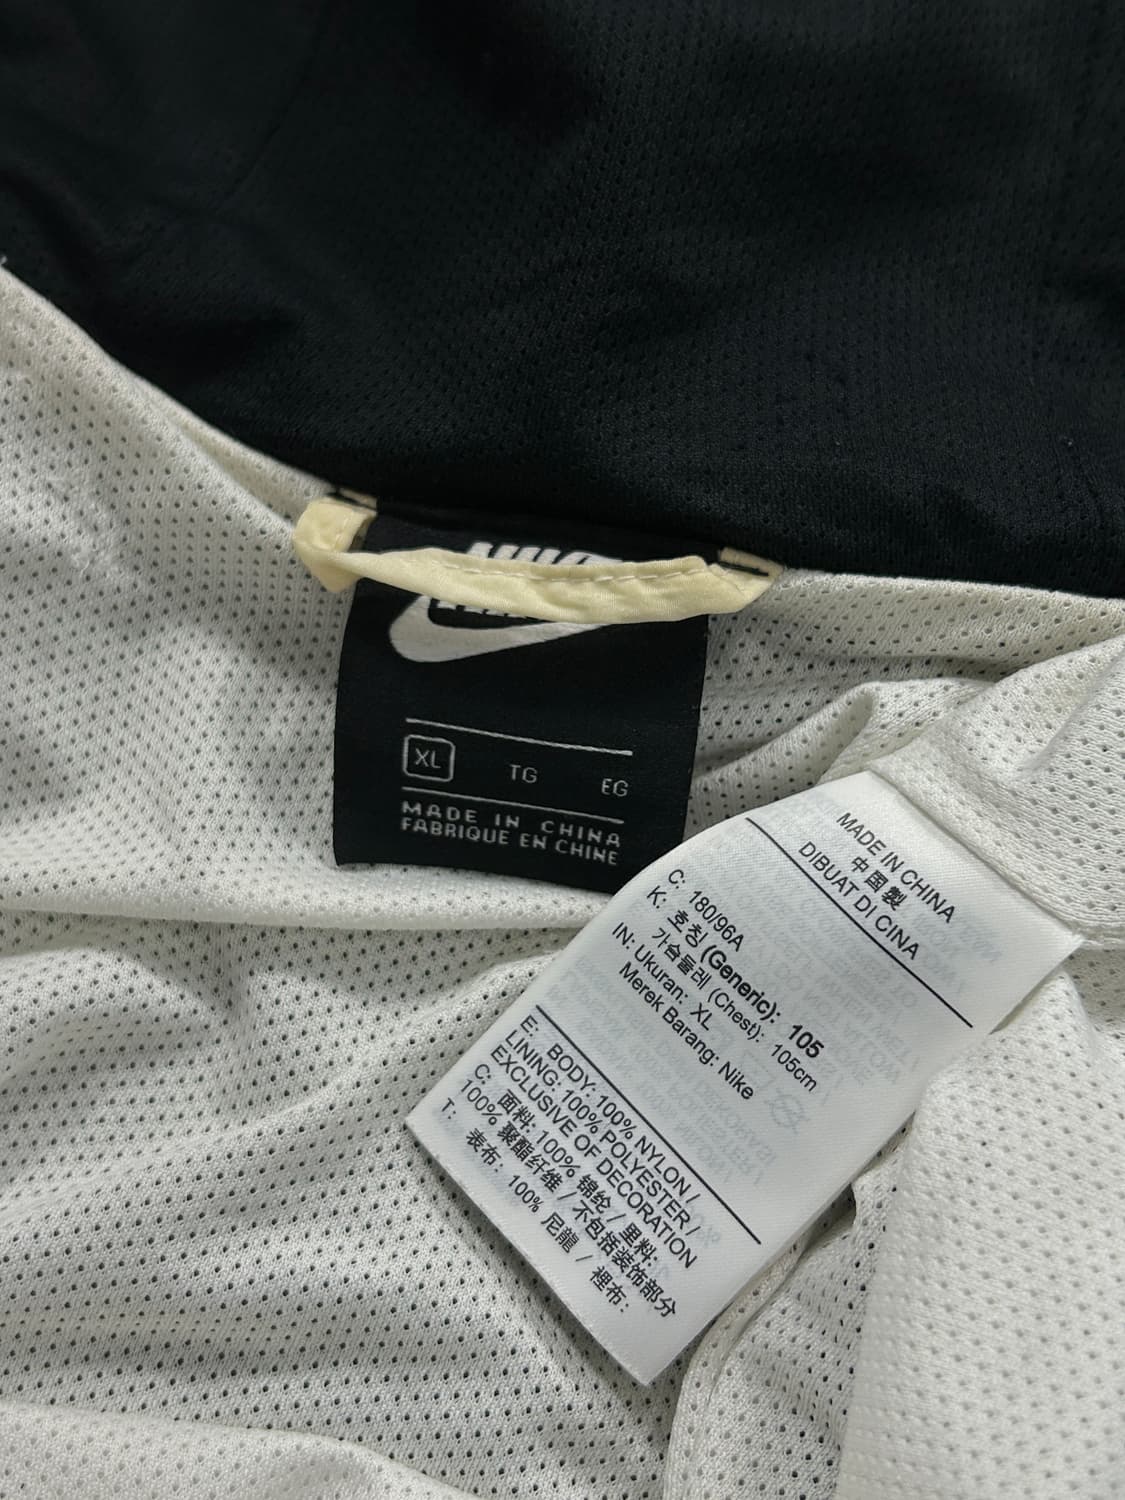 XL TG EG
MADE IN CHINA
FABRIQUE EN CHINE
MADE IN CHINA
中国製
DIBUAT DI CINA
C: 180/96A
K: 호칭 (Generic): 105
가슴둘레 (Chest): 105cm
IN: Ukuran: XL
Merek Barang: Nike
E: BODY: 100% NYLON /
LINING: 100% POLYESTER /
EXCLUSIVE OF DECORATION
C: 面料: 100% 锦纶 / 里料:
100% 聚酯纤维 / 不包括装饰部分
T: 表布: 100% 尼龍 / 裡布: